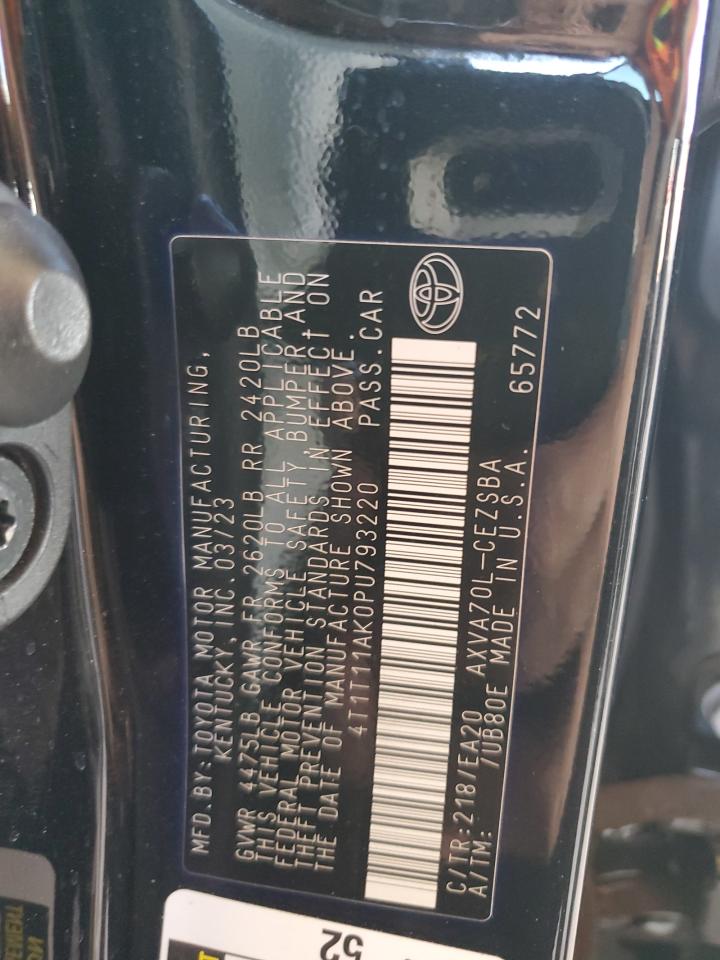 MFD.BY:TOYOTA MOTOR MANUFACTURING,
KENTUCKY, INC.03/23
GVWR 4475LB GAWR FR 2620LB RR 2420LB
THIS VEHICLE CONFORMS TO ALL APPLICABLE
FEDERAL MOTOR VEHICLE SAFETY, BUMPER, AND
THEFT PREVENTION STANDARDS IN EFFECT ON
THE DATE OF MANUFACTURE SHOWN ABOVE.
4T1T11AK0PU793220 PASS.CAR
C/TR:218/EA20 AXVA70L-CEZSBA
A/TM: /UB80E MADE IN U.S.A. 65772
52